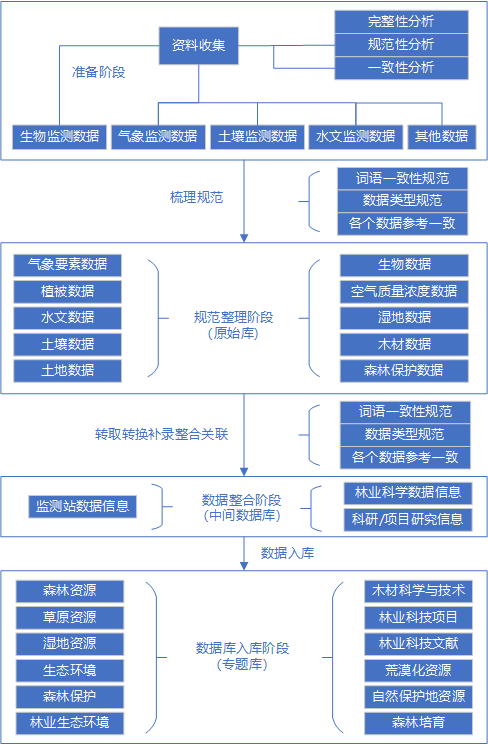 资料收集
完整性分析
规范性分析
一致性分析
准备阶段
生物监测数据
气象监测数据
土壤监测数据
水文监测数据
其他数据
梳理规范
词语一致性规范
数据类型规范
各个数据参考一致
气象要素数据
植被数据
水文数据
土壤数据
土地数据
规范整理阶段
(原始库)
生物数据
空气质量浓度数据
湿地数据
木材数据
森林保护数据
转取转换补录整合关联
词语一致性规范
数据类型规范
各个数据参考一致
监测站数据信息
数据整合阶段
(中间数据库)
林业科学数据信息
科研/项目研究信息
数据入库
森林资源
草原资源
湿地资源
生态环境
森林保护
林业生态环境
数据库入库阶段
(专题库)
木材科学与技术
林业科技项目
林业科技文献
荒漠化资源
自然保护地资源
森林培育